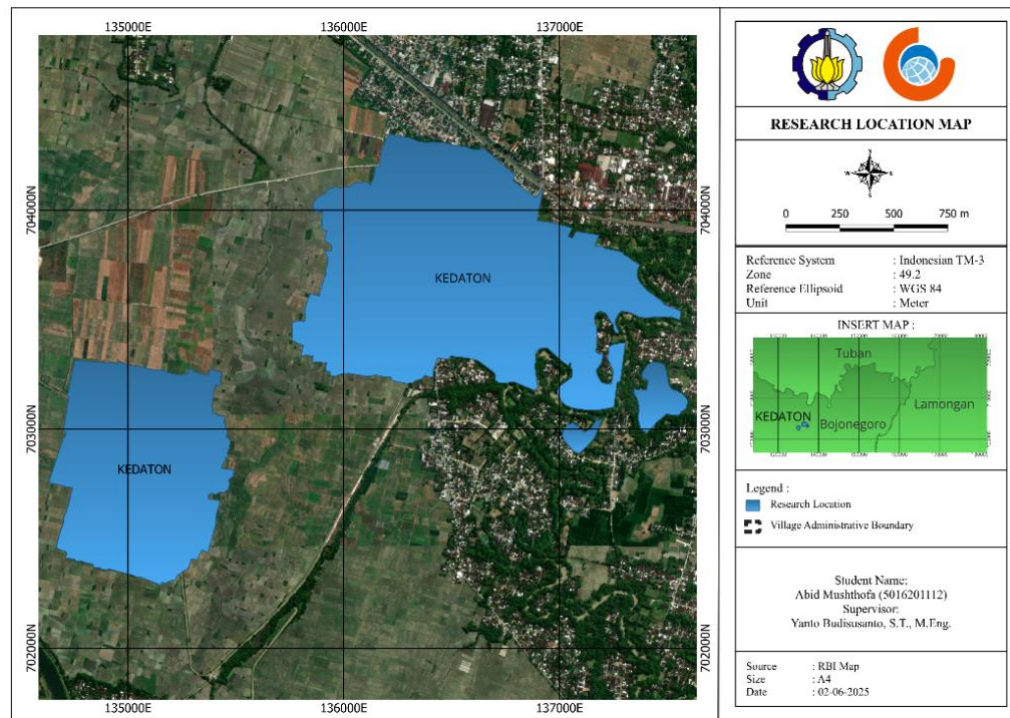 135000E 136000E 137000E
704000N 704000N
KEDATON
703000N 703000N
KEDATON
702000N 702000N
135000E 136000E 137000E
RESEARCH LOCATION MAP
N
0 250 500 750 m
Reference System : Indonesian TM-3
Zone : 49.2
Reference Ellipsoid : WGS 84
Unit : Meter
INSERT MAP :
Tuban
Lamongan
KEDATON
Bojonegoro
Legend :
Research Location
Village Administrative Boundary
Student Name:
Abid Mushthofa (5016201112)
Supervisor:
Yanto Budisusanto, S.T., M.Eng.
Source : RBI Map
Size : A4
Date : 02-06-2025